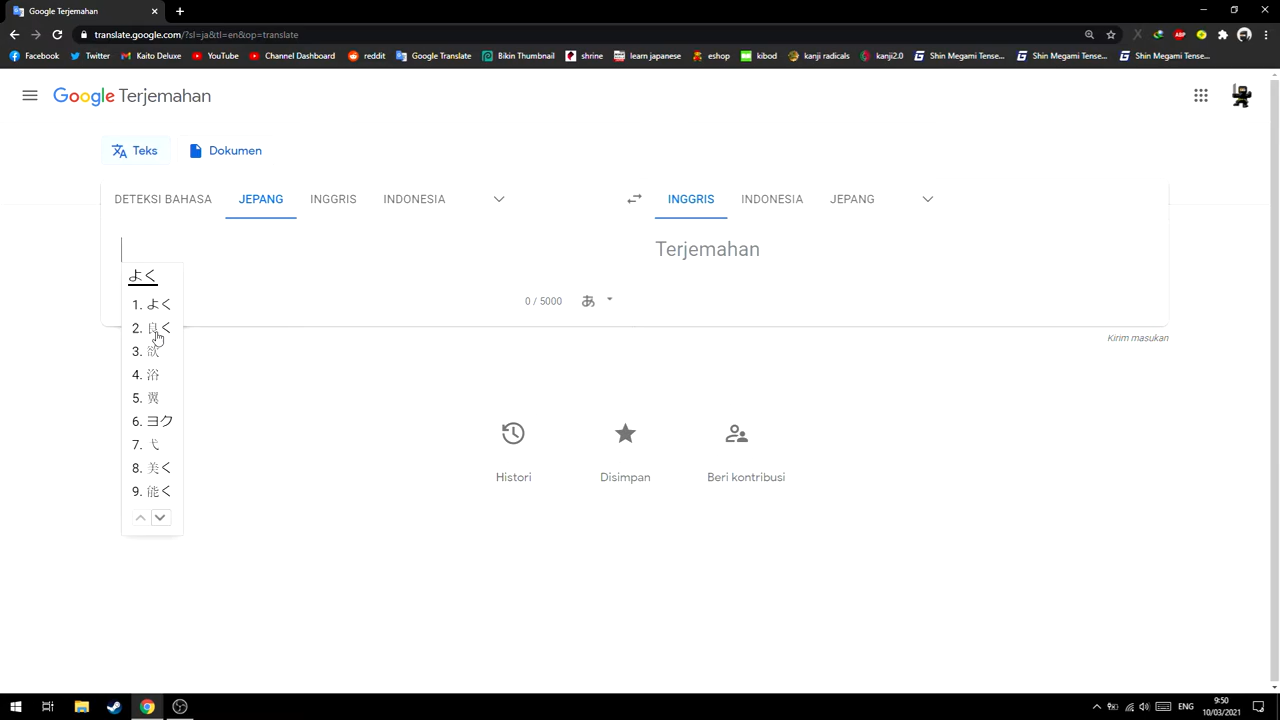 Google Terjemahan
translate.google.com/?sl=ja&tl=en&op=translate
Facebook
Twitter
Kaito Deluxe
YouTube
Channel Dashboard
reddit
Google Translate
Bikin Thumbnail
shrine
learn japanese
eshop
kibod
kanji radicals
kanji2.0
Shin Megami Tense...
Shin Megami Tense...
Shin Megami Tense...
Google Terjemahan
Teks
Dokumen
DETEKSI BAHASA
JEPANG
INGGRIS
INDONESIA
INGGRIS
INDONESIA
JEPANG
Terjemahan
よく
1. よく
2. 良く
3. 欲
4. 浴
5. 翼
6. ヨク
7. 弋
8. 美く
9. 能く
0 / 5000
あ
Kirim masukan
Histori
Disimpan
Beri kontribusi
ENG
9:50
10/03/2021